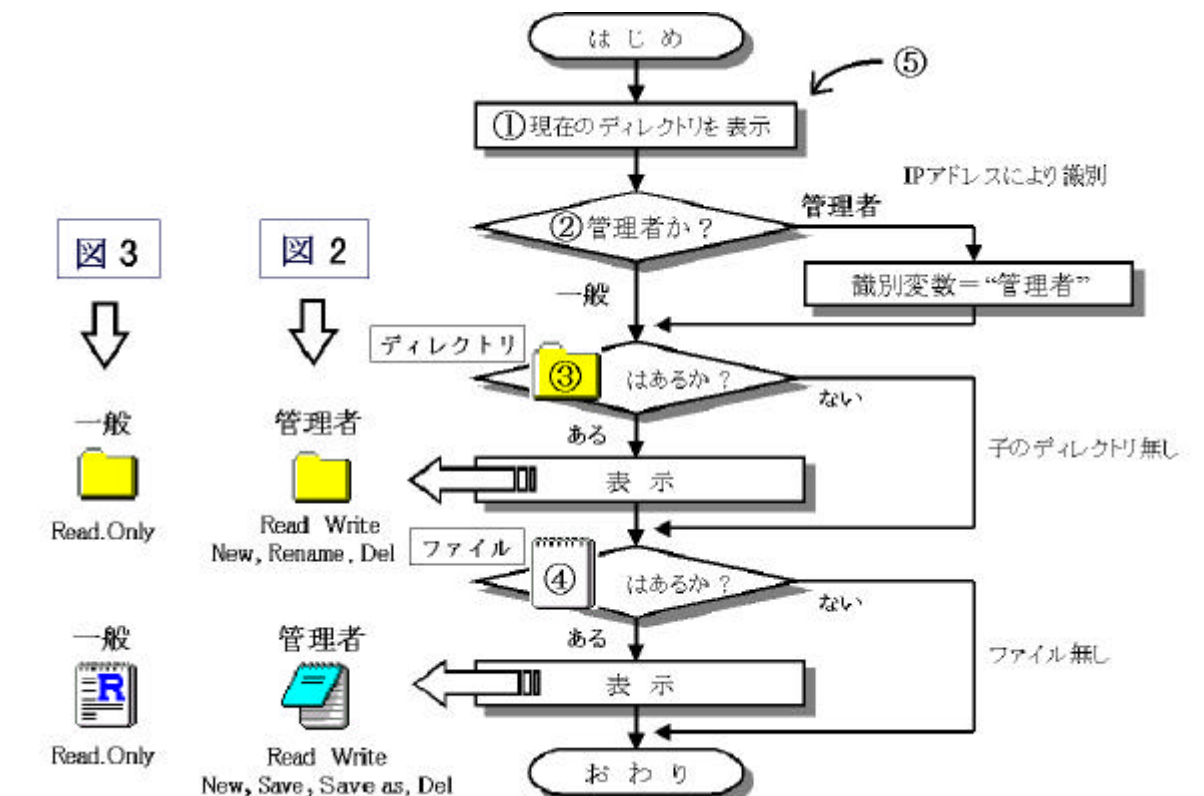 はじめ
⑤
①現在のディレクトリを表示
IPアドレスにより識別
管理者
②管理者か?
図3
図2
識別変数=“管理者”
一般
ディレクトリ
③はあるか?
ない
一般
管理者
ある
子のディレクトリ無し
表示
Read.Only
Read Write
New, Rename, Del
ファイル
④はあるか?
ない
一般
管理者
ある
ファイル無し
R
表示
Read.Only
Read Write
New, Save, Save as, Del
おわり